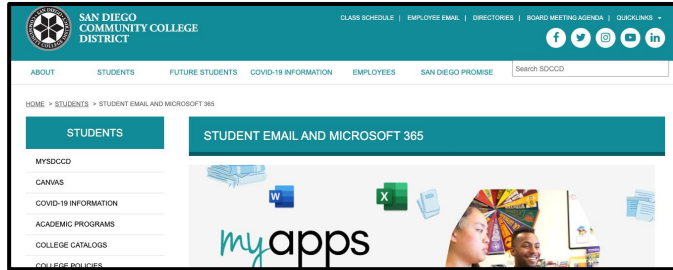 SAN DIEGO
COMMUNITY COLLEGE
DISTRICT
CLASS SCHEDULE | EMPLOYEE EMAIL | DIRECTORIES | BOARD MEETING AGENDA | QUICKLINKS
ABOUT STUDENTS FUTURE STUDENTS COVID-19 INFORMATION EMPLOYEES SAN DIEGO PROMISE Search SDCCD
HOME > STUDENTS > STUDENT EMAIL AND MICROSOFT 365
STUDENTS
STUDENT EMAIL AND MICROSOFT 365
MYSDCCD
CANVAS
COVID-19 INFORMATION
ACADEMIC PROGRAMS
COLLEGE CATALOGS
COLLEGE POLICIES
W
X
myapps